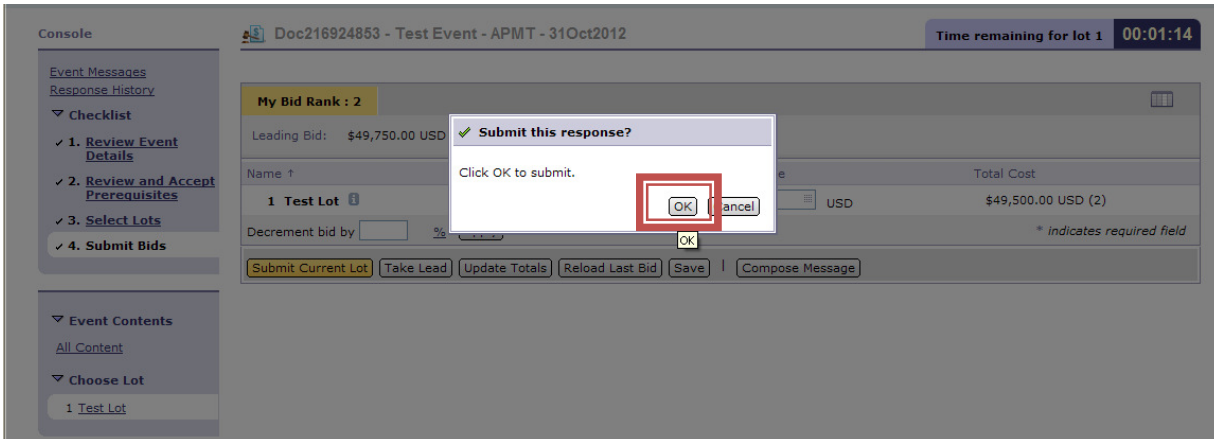 Console
Doc216924853 - Test Event - APMT - 31Oct2012
Time remaining for lot 1 00:01:14
Event Messages
Response History
Checklist
✓ 1. Review Event
Details
✓ 2. Review and Accept
Prerequisites
✓ 3. Select Lots
✓ 4. Submit Bids
Event Contents
All Content
Choose Lot
1 Test Lot
My Bid Rank : 2
Leading Bid: $49,750.00 USD
Name ↑ Total Cost
1 Test Lot USD $49,500.00 USD (2)
Decrement bid by %
* indicates required field
Submit Current Lot Take Lead Update Totals Reload Last Bid Save | Compose Message
Submit this response?
Click OK to submit.
OK Cancel
OK